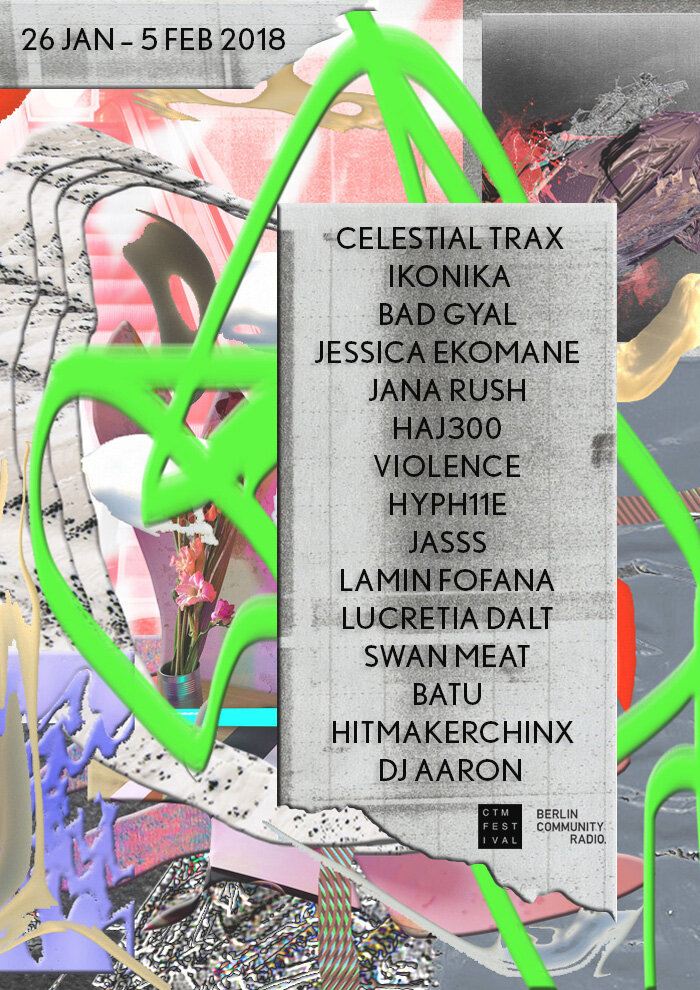 26 JAN – 5 FEB 2018
CELESTIAL TRAX
IKONIKA
BAD GYAL
JESSICA EKOMANE
JANA RUSH
HAJ300
VIOLENCE
HYPH11E
JASSS
LAMIN FOFANA
LUCRETIA DALT
SWAN MEAT
BATU
HITMAKERCHINX
DJ AARON
CTM
FEST
IVAL
BERLIN
COMMUNITY
RADIO.